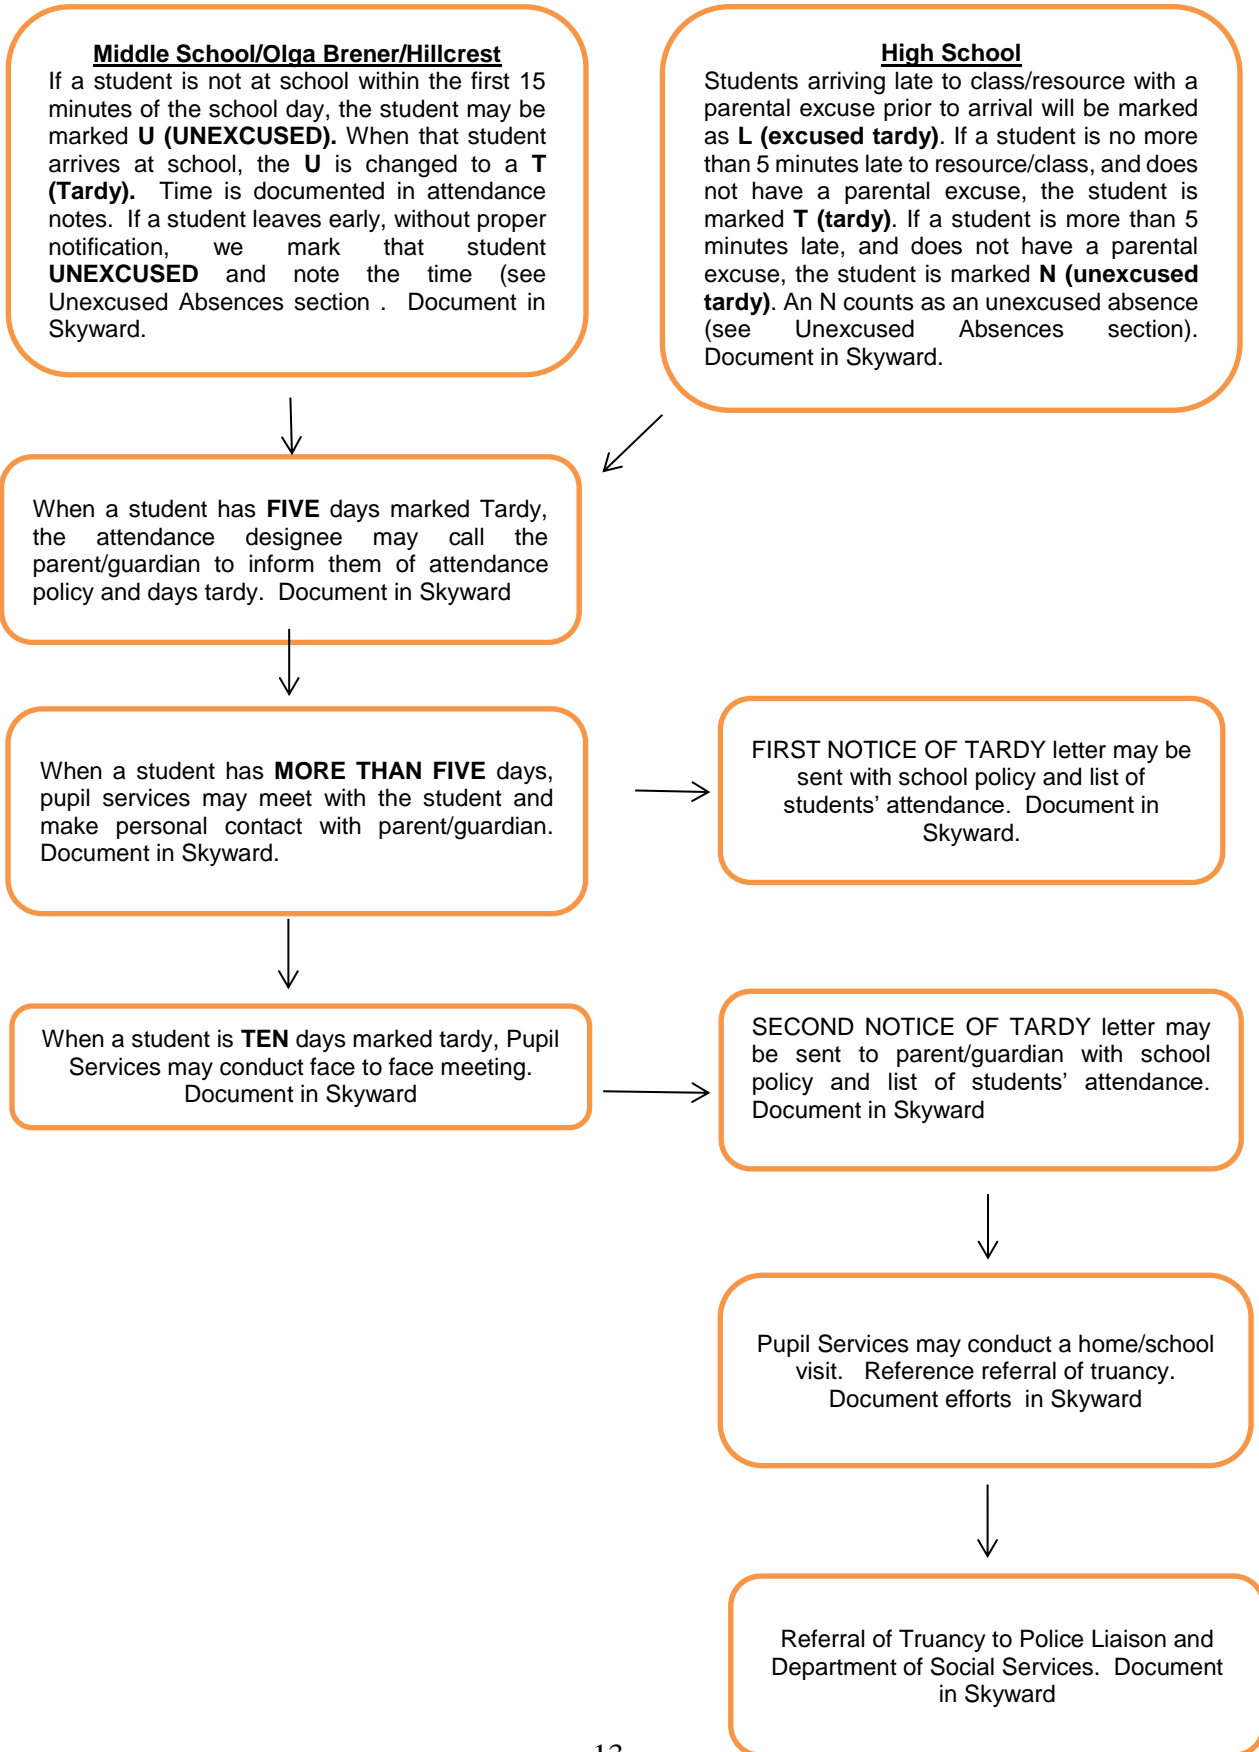 Middle School/Olga Brener/Hillcrest
If a student is not at school within the first 15
minutes of the school day, the student may be
marked U (UNEXCUSED). When that student
arrives at school, the U is changed to a T
(Tardy). Time is documented in attendance
notes. If a student leaves early, without proper
notification, we mark that student
UNEXCUSED and note the time (see
Unexcused Absences section . Document in
Skyward.
High School
Students arriving late to class/resource with a
parental excuse prior to arrival will be marked
as L (excused tardy). If a student is no more
than 5 minutes late to resource/class, and does
not have a parental excuse, the student is
marked T (tardy). If a student is more than 5
minutes late, and does not have a parental
excuse, the student is marked N (unexcused
tardy). An N counts as an unexcused absence
(see Unexcused Absences section).
Document in Skyward.
When a student has FIVE days marked Tardy,
the attendance designee may call the
parent/guardian to inform them of attendance
policy and days tardy. Document in Skyward
When a student has MORE THAN FIVE days,
pupil services may meet with the student and
make personal contact with parent/guardian.
Document in Skyward.
FIRST NOTICE OF TARDY letter may be
sent with school policy and list of
students’ attendance. Document in
Skyward.
When a student is TEN days marked tardy, Pupil
Services may conduct face to face meeting.
Document in Skyward
SECOND NOTICE OF TARDY letter may
be sent to parent/guardian with school
policy and list of students’ attendance.
Document in Skyward
Pupil Services may conduct a home/school
visit. Reference referral of truancy.
Document efforts in Skyward
Referral of Truancy to Police Liaison and
Department of Social Services. Document
in Skyward